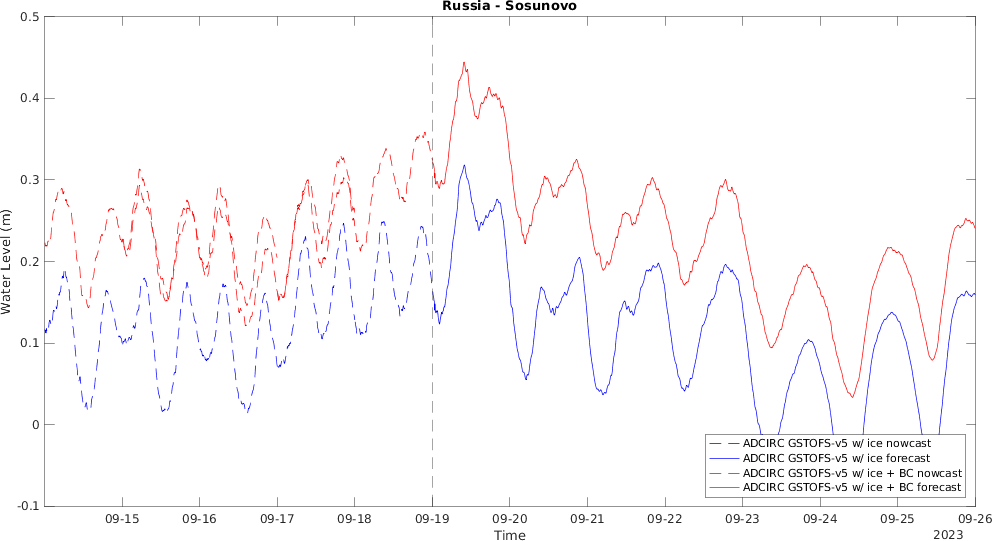 Russia - Sosunovo
0.5
0.4
0.3
0.2
0.1
0
-0.1
Water Level (m)
ADCIRC GSTOFS-v5 w/ ice nowcast
ADCIRC GSTOFS-v5 w/ ice forecast
ADCIRC GSTOFS-v5 w/ ice + BC nowcast
ADCIRC GSTOFS-v5 w/ ice + BC forecast
09-15 09-16 09-17 09-18 09-19 09-20 09-21 09-22 09-23 09-24 09-25 09-26
Time
2023